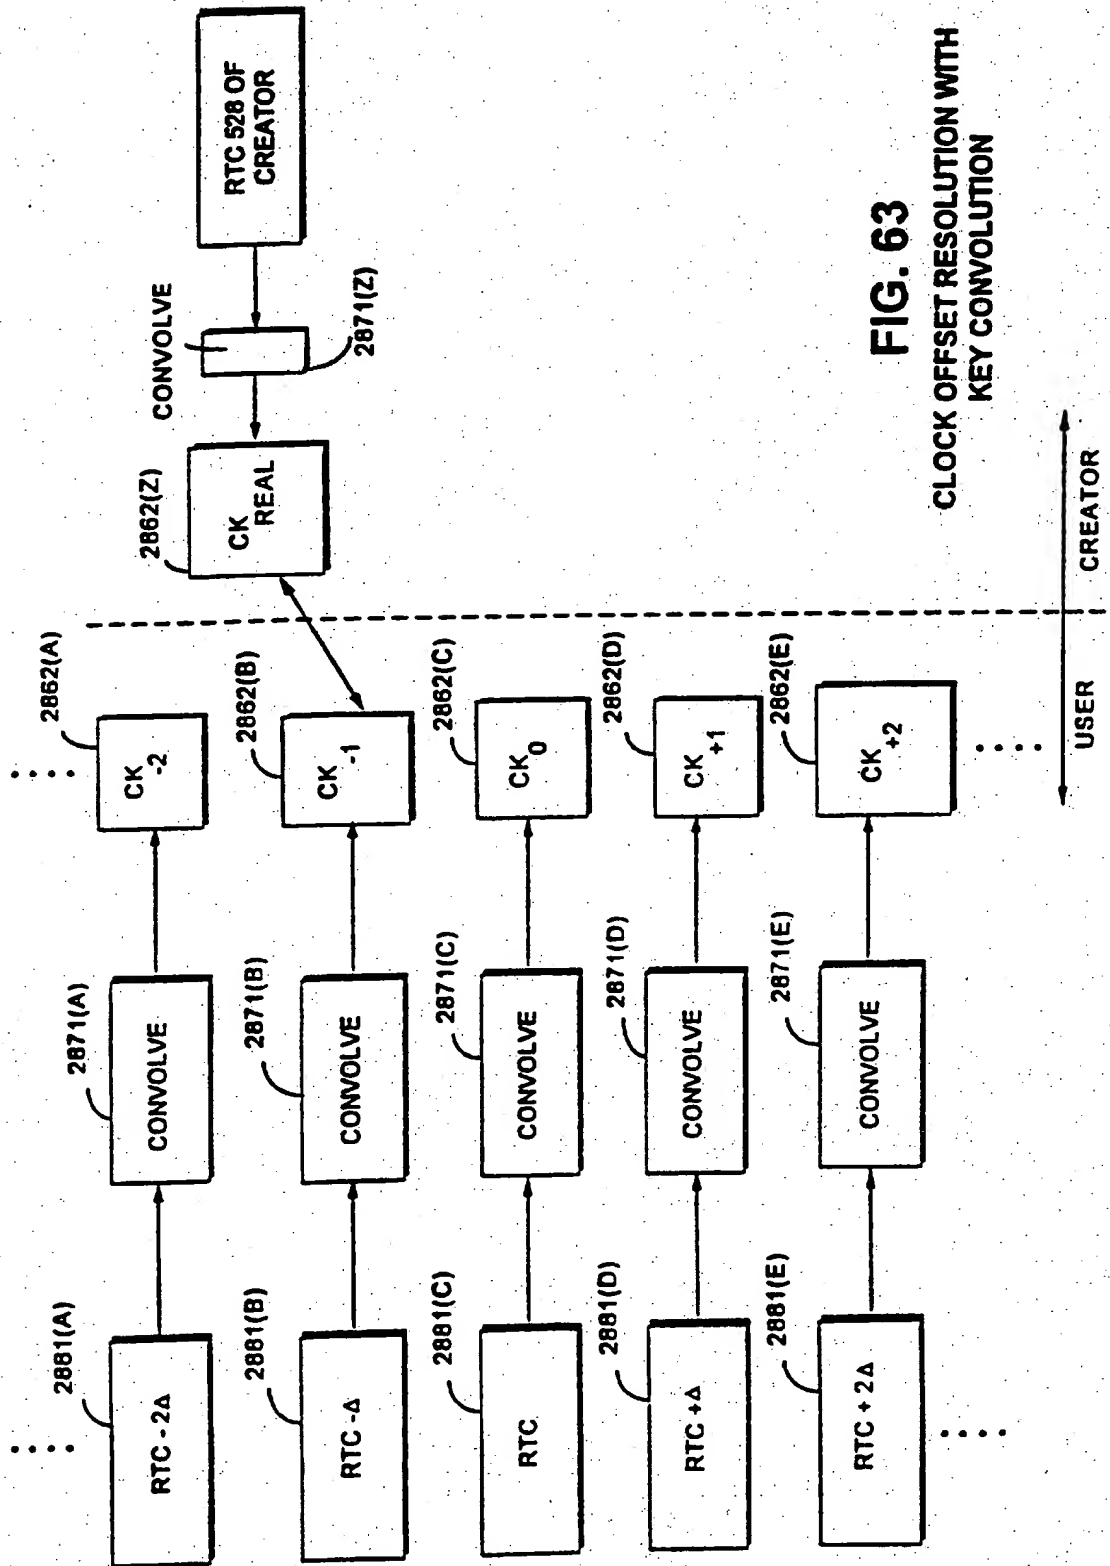 2881(A)
RTC - 2Δ
2871(A)
CONVOLVE
2862(A)
CK -2
2881(B)
RTC -Δ
2871(B)
CONVOLVE
2862(B)
CK -1
2881(C)
RTC
2871(C)
CONVOLVE
2862(C)
CK 0
2881(D)
RTC +Δ
2871(D)
CONVOLVE
2862(D)
CK +1
2881(E)
RTC + 2Δ
2871(E)
CONVOLVE
2862(E)
CK +2
2862(Z)
CK REAL
CONVOLVE
2871(Z)
RTC 528 OF
CREATOR
USER
CREATOR
FIG. 63
CLOCK OFFSET RESOLUTION WITH
KEY CONVOLUTION